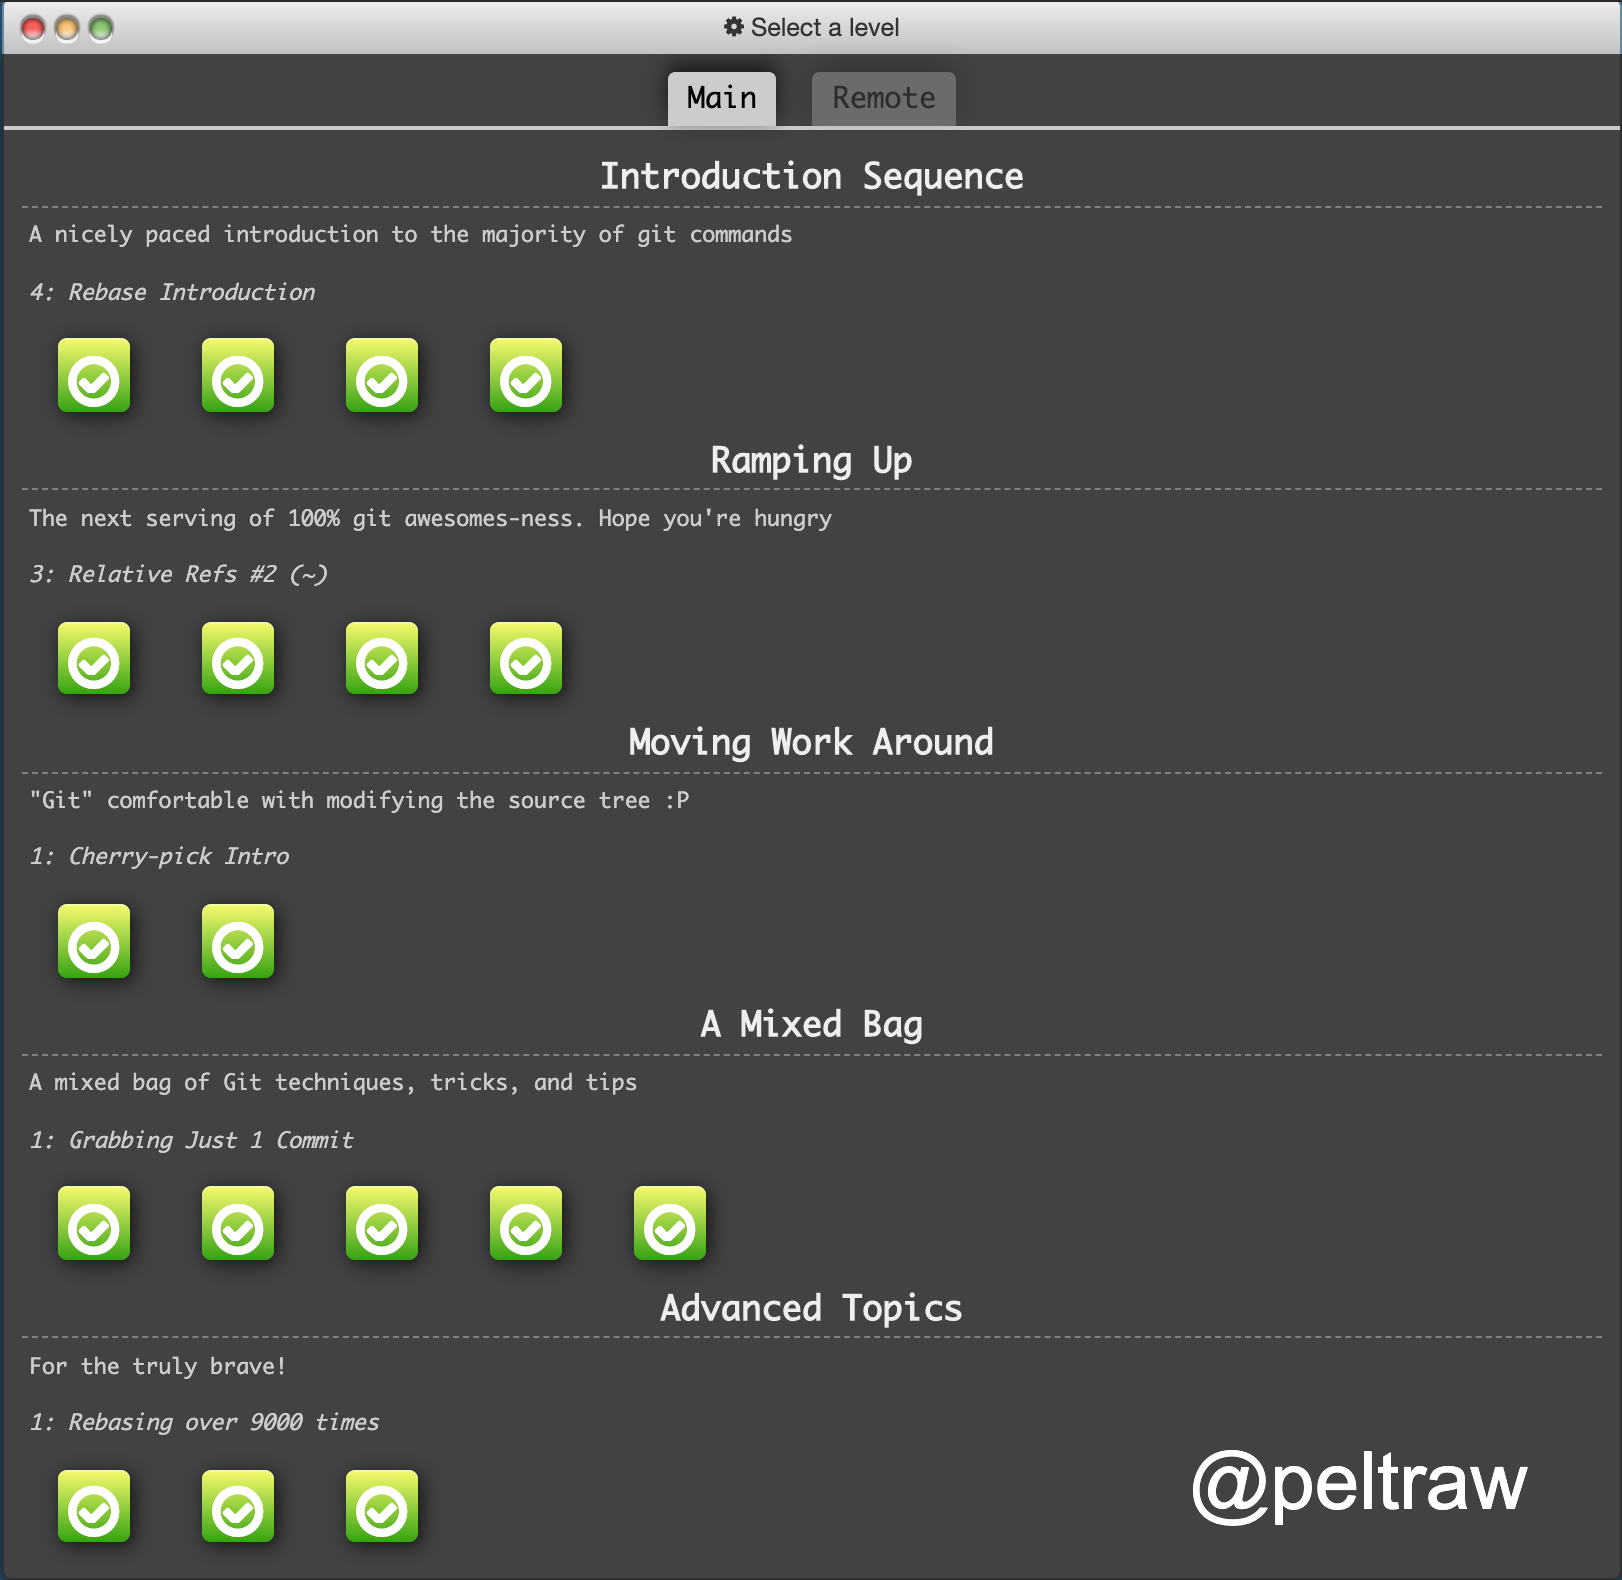 Select a level
Main
Remote
Introduction Sequence
A nicely paced introduction to the majority of git commands
4: Rebase Introduction
Ramping Up
The next serving of 100% git awesomes-ness. Hope you're hungry
3: Relative Refs #2 (~)
Moving Work Around
"Git" comfortable with modifying the source tree :P
1: Cherry-pick Intro
A Mixed Bag
A mixed bag of Git techniques, tricks, and tips
1: Grabbing Just 1 Commit
Advanced Topics
For the truly brave!
1: Rebasing over 9000 times
@peltraw